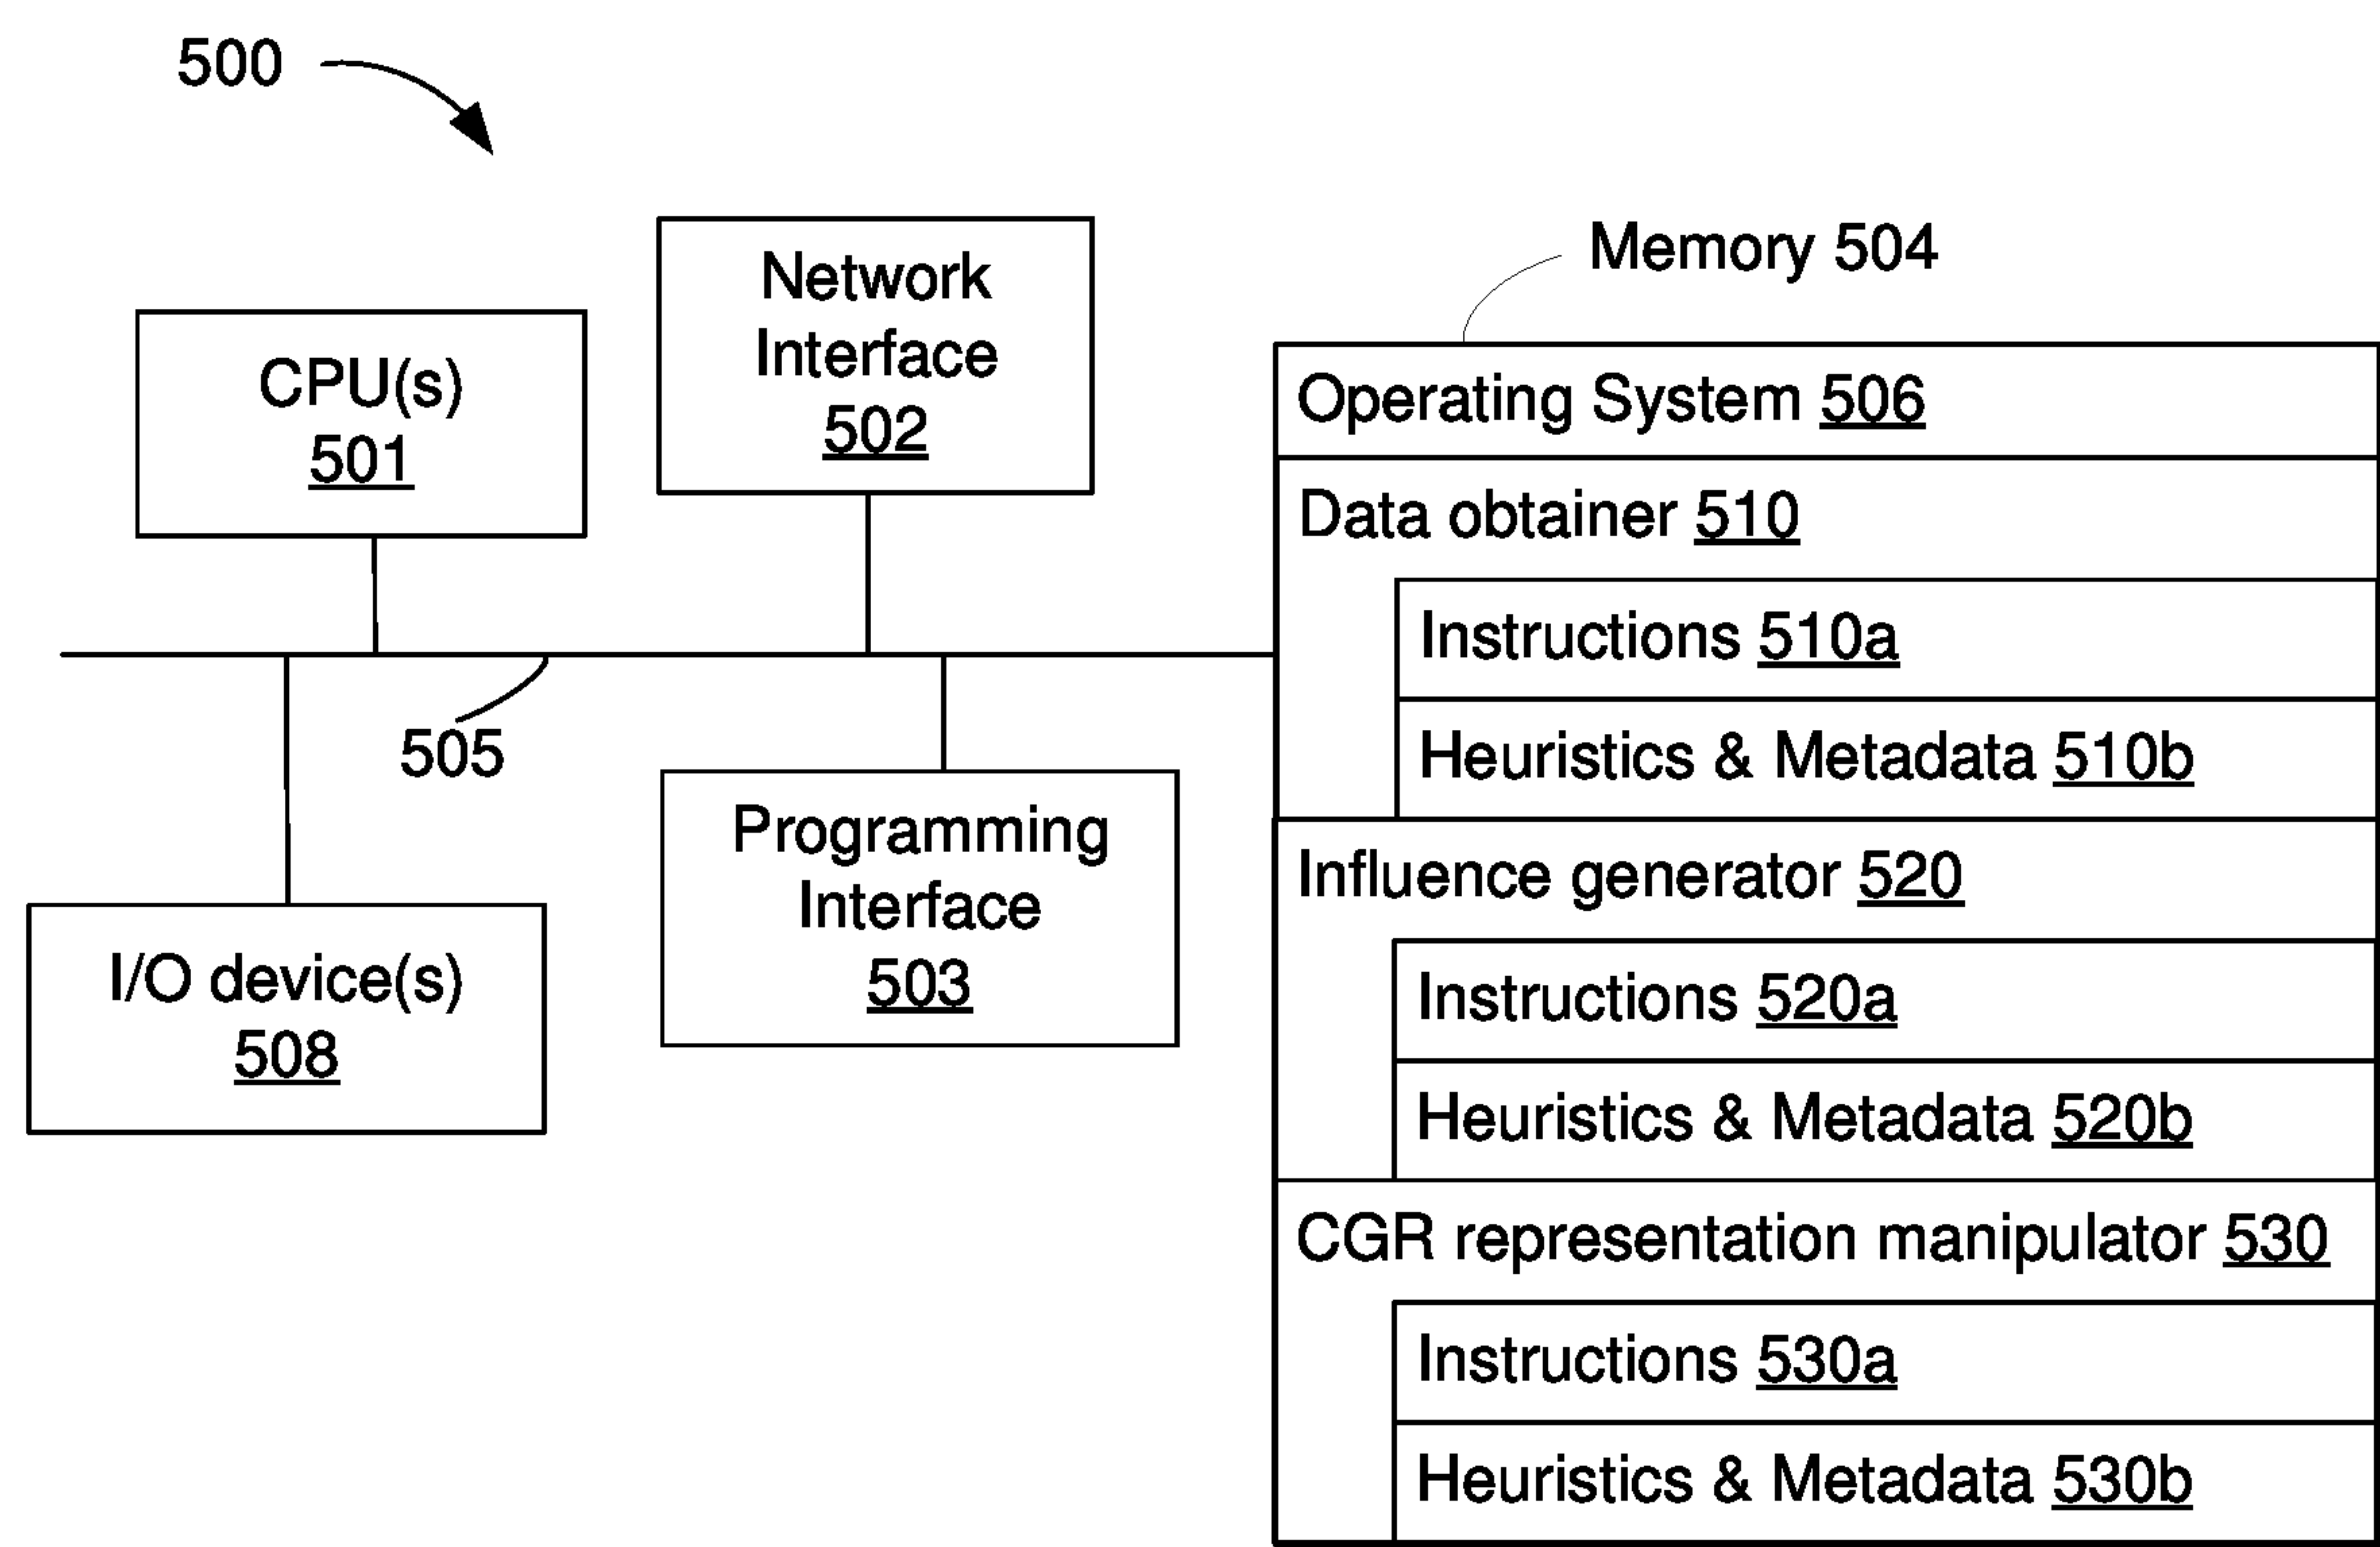 500
Memory 504
Network
Interface
502
CPU(s)
501
505
Programming
Interface
503
I/O device(s)
508
Operating System 506
Data obtainer 510
Instructions 510a
Heuristics & Metadata 510b
Influence generator 520
Instructions 520a
Heuristics & Metadata 520b
CGR representation manipulator 530
Instructions 530a
Heuristics & Metadata 530b